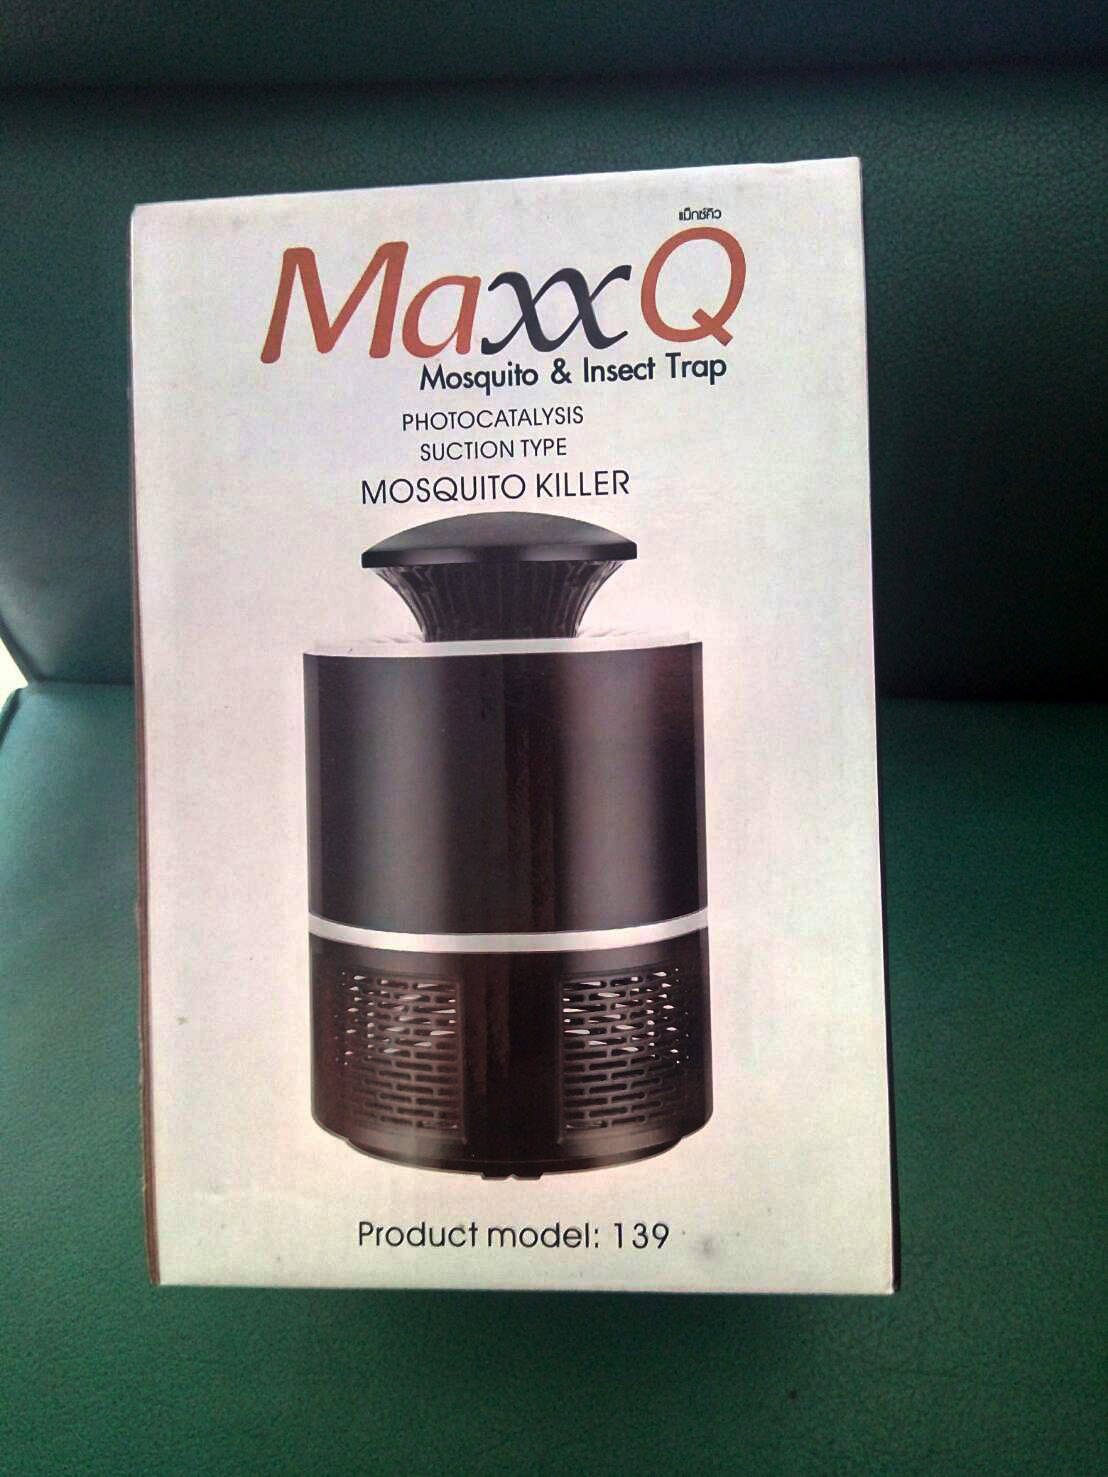 แม็กซ์คิว
MaxxQ
Mosquito & Insect Trap
PHOTOCATALYSIS
SUCTION TYPE
MOSQUITO KILLER
Product model: 139